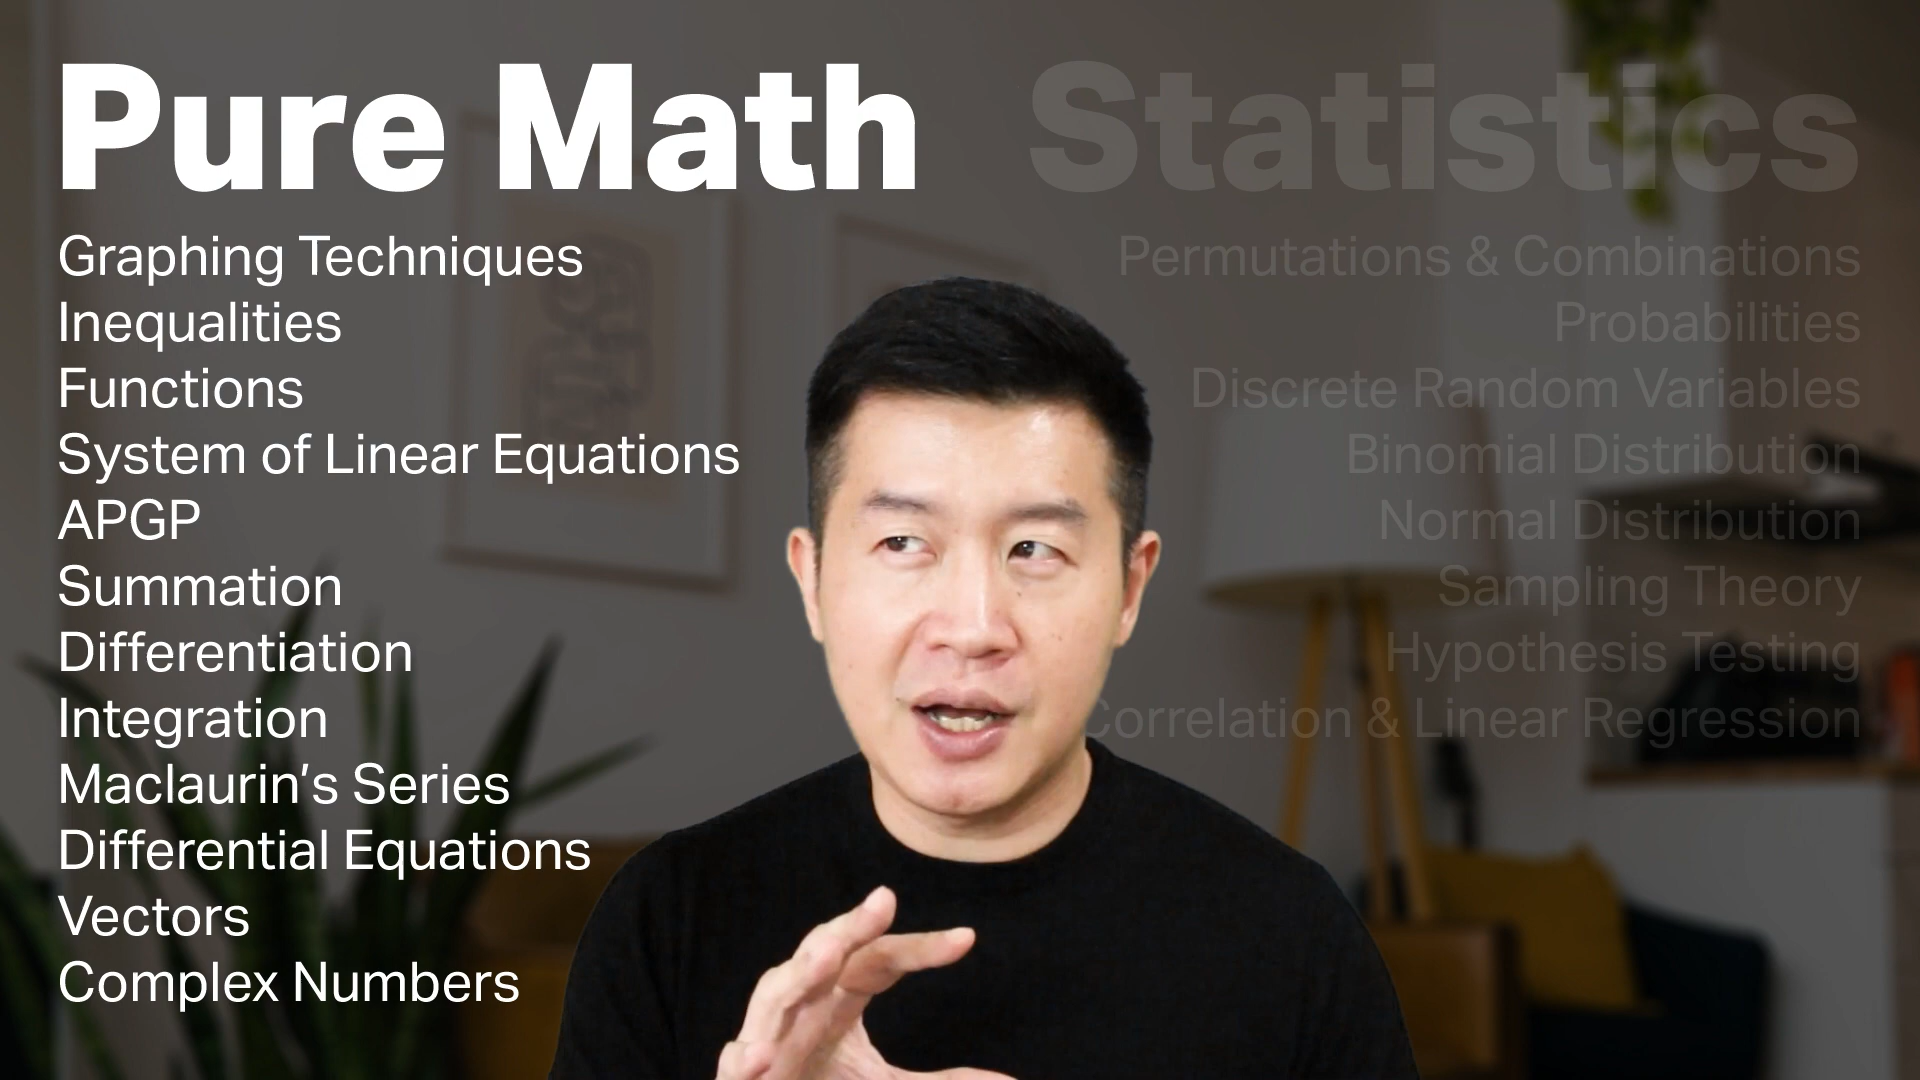 Pure Math
Graphing Techniques
Inequalities
Functions
System of Linear Equations
APGP
Summation
Differentiation
Integration
Maclaurin’s Series
Differential Equations
Vectors
Complex Numbers
Statistics
Permutations & Combinations
Probabilities
Discrete Random Variables
Binomial Distribution
Normal Distribution
Sampling Theory
Hypothesis Testing
Correlation & Linear Regression